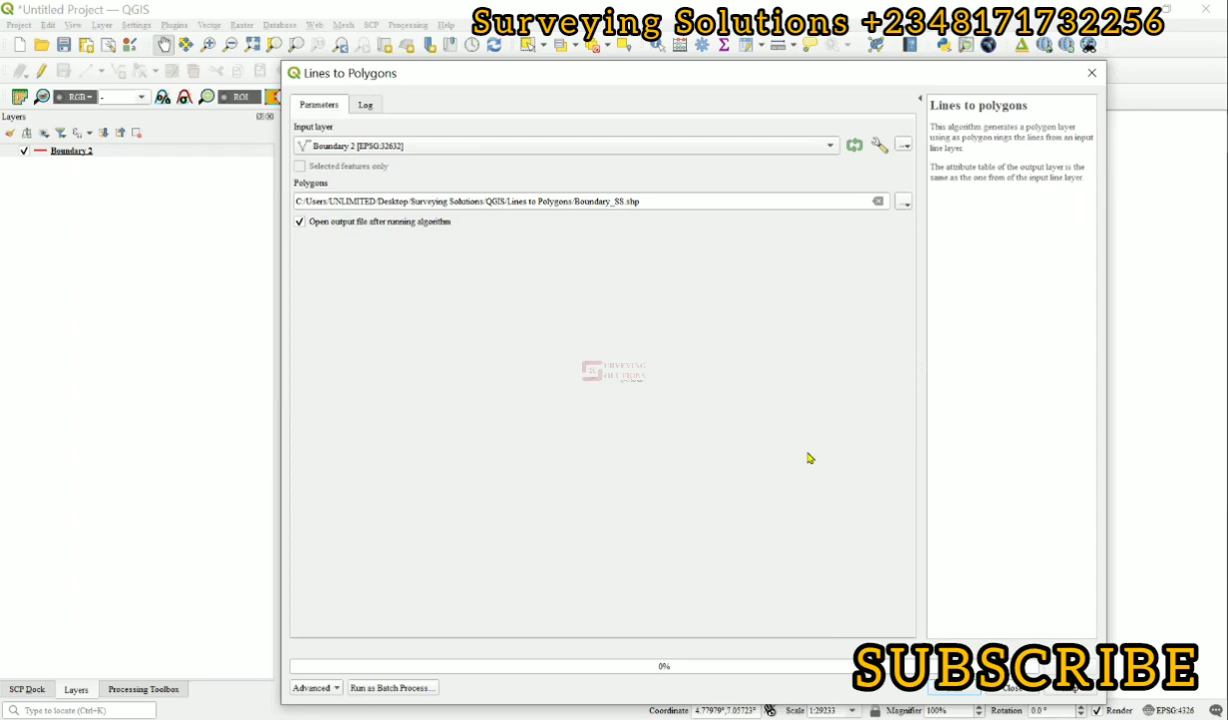 *Untitled Project — QGIS
Surveying Solutions +2348171732256
Project Edit View Layer Settings Plugins Vector Raster Database Web Mesh SCP Processing Help
Lines to Polygons
RGB
-
ROI
Parameters
Log
Layers
Boundary 2
Input layer
Boundary 2 [EPSG:32632]
Selected features only
Polygons
C:/Users/UNLIMITED/Desktop/Surveying Solutions/QGIS/Lines to Polygons/Boundary_SS.shp
Open output file after running algorithm
Lines to polygons
This algorithm generates a polygon layer
using as polygon rings the lines from an input
line layer.
The attribute table of the output layer is the
same as the one from of the input line layer.
SURVEYING
SOLUTIONS
0%
SUBSCRIBE
Advanced
Run as Batch Process...
SCP Dock
Layers
Processing Toolbox
Type to locate (Ctrl+K)
Coordinate 4.77979°,7.05723°
Scale 1:29233
Magnifier 100%
Rotation 0.0 °
Render
EPSG:4326